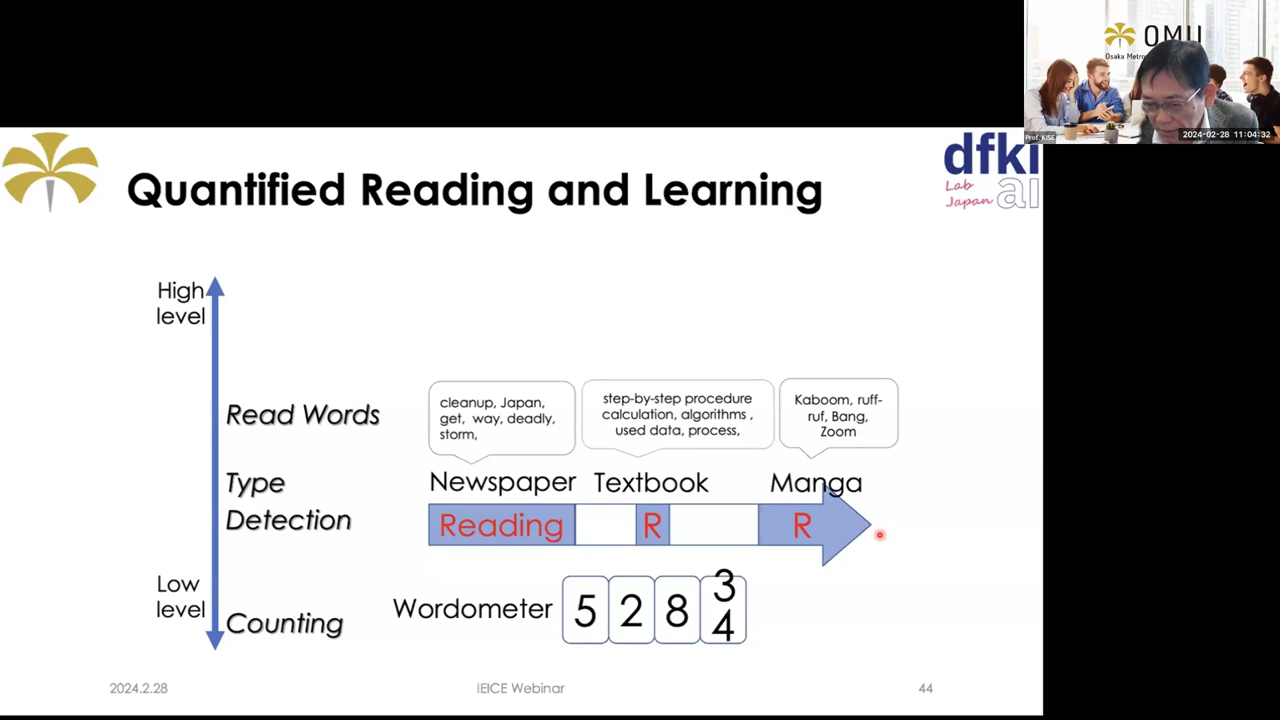 OMU
Osaka Metro
Prof. KISE
2024-02-28 11:04:32
dfki
Lab
Japan
ai
Quantified Reading and Learning
High
level
Read Words
cleanup, Japan,
get, way, deadly,
storm,
step-by-step procedure
calculation, algorithms ,
used data, process,
Kaboom, ruff-
ruf, Bang,
Zoom
Type
Detection
Newspaper
Textbook
Manga
Reading
R
R
Low
level
Counting
Wordometer
5 2 8 3
4
2024.2.28
IEICE Webinar
44